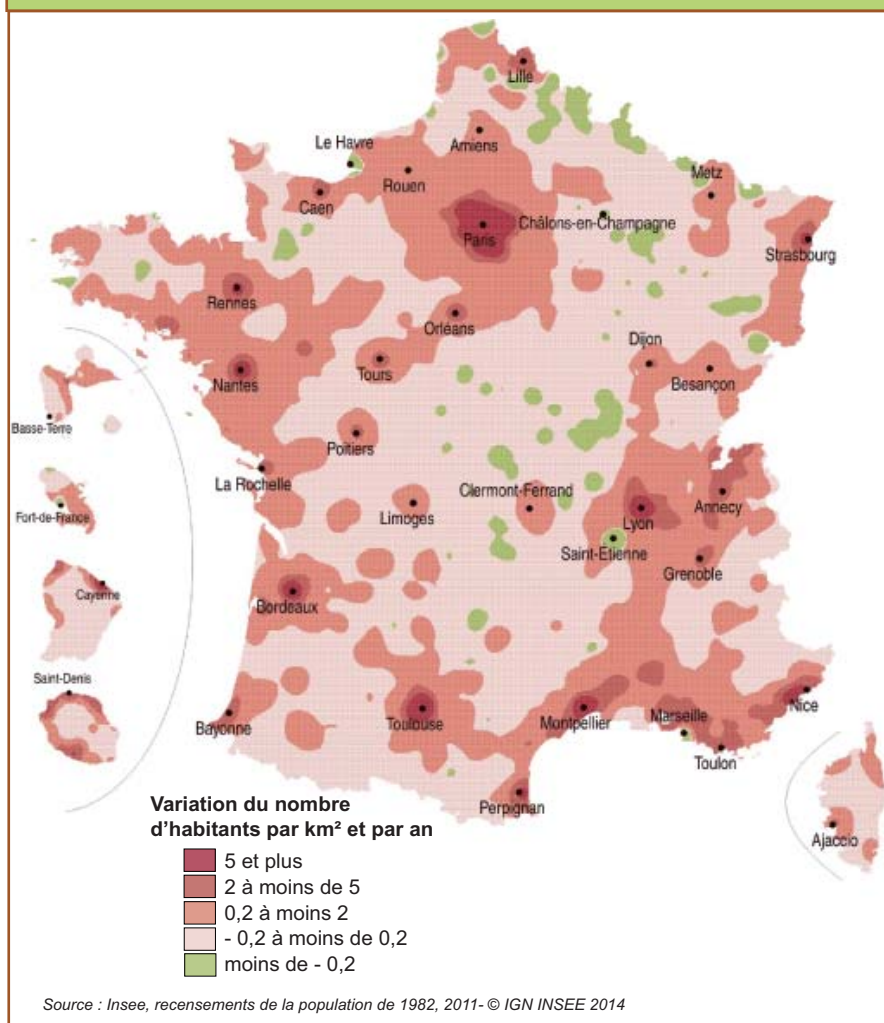 Lille
Amiens
Le Havre
Rouen
Caen
Metz
Châlons-en-Champagne
Paris
Strasbourg
Rennes
Orléans
Dijon
Nantes
Tours
Besançon
Basse-Terre
Poitiers
La Rochelle
Clermont-Ferrand
Limoges
Lyon
Annecy
Fort-de-France
Saint-Étienne
Grenoble
Cayenne
Bordeaux
Saint-Denis
Bayonne
Toulouse
Montpellier
Marseille
Nice
Toulon
Perpignan
Ajaccio
Variation du nombre
d'habitants par km² et par an
5 et plus
2 à moins de 5
0,2 à moins 2
- 0,2 à moins de 0,2
moins de - 0,2
Source : Insee, recensements de la population de 1982, 2011- © IGN INSEE 2014